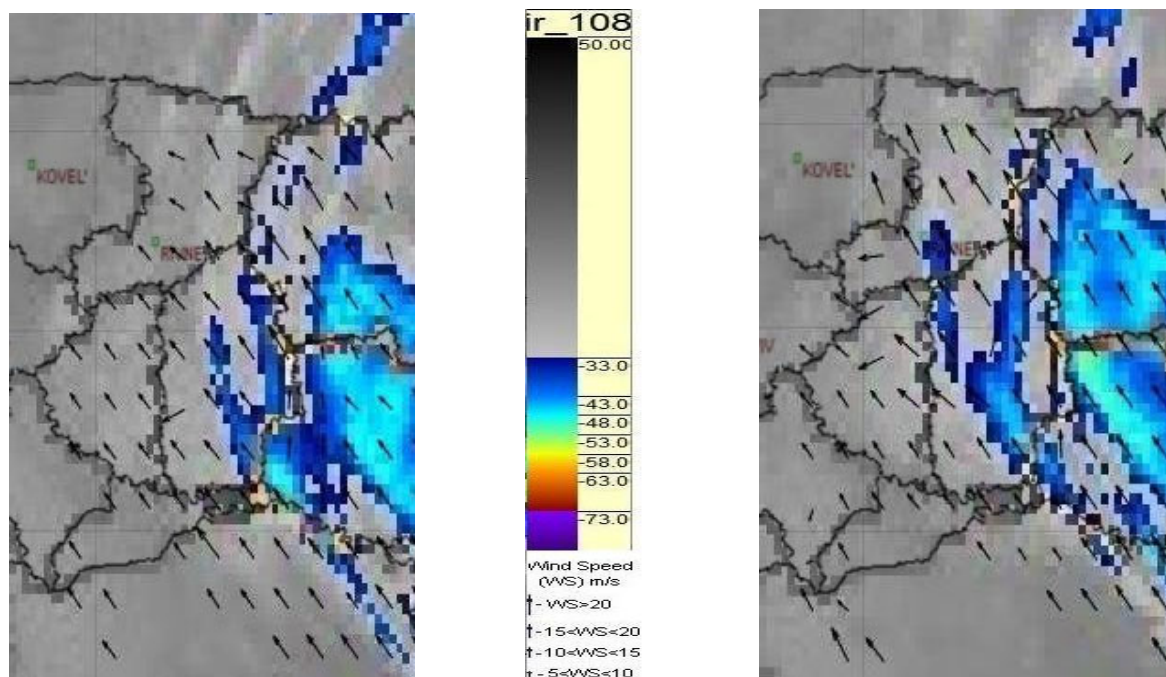 KOVEL'
ir_108
50.00
-33.0
-43.0
-48.0
-53.0
-58.0
-63.0
-73.0
Wind Speed
(WS) m/s
- WS>20
-15<WS<20
-10<WS<15
-5<WS<10
KOVEL'